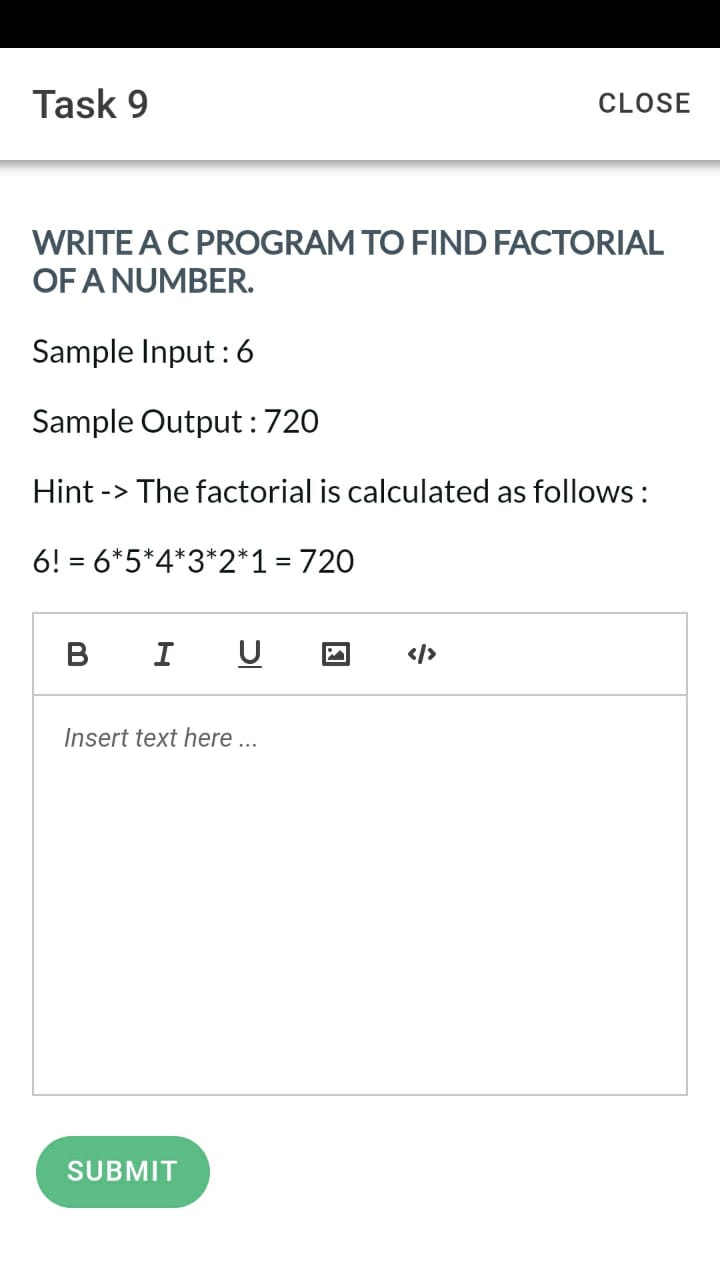 Task 9
CLOSE
WRITE A C PROGRAM TO FIND FACTORIAL
OF A NUMBER.
Sample Input : 6
Sample Output : 720
Hint -> The factorial is calculated as follows :
6! = 6*5*4*3*2*1 = 720
B I U </>
Insert text here ...
SUBMIT